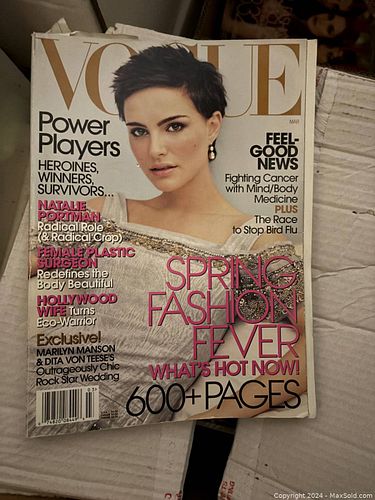 VOGUE
MAR
Power
Players
HEROINES,
WINNERS,
SURVIVORS...
NATALIE
PORTMAN
Radical Role
(& Radical Crop)
FEMALE PLASTIC
SURGEON
Redefines the
Body Beautiful
HOLLYWOOD
WIFE Turns
Eco-Warrior
Exclusive!
MARILYN MANSON
& DITA VON TEESE'S
Outrageously Chic
Rock Star Wedding
FEEL-
GOOD
NEWS
Fighting Cancer
with Mind/Body
Medicine
PLUS
The Race
to Stop Bird Flu
SPRING
FASHION
FEVER
WHAT'S HOT NOW!
600+PAGES
Copyright 2024 - MaxSold.com